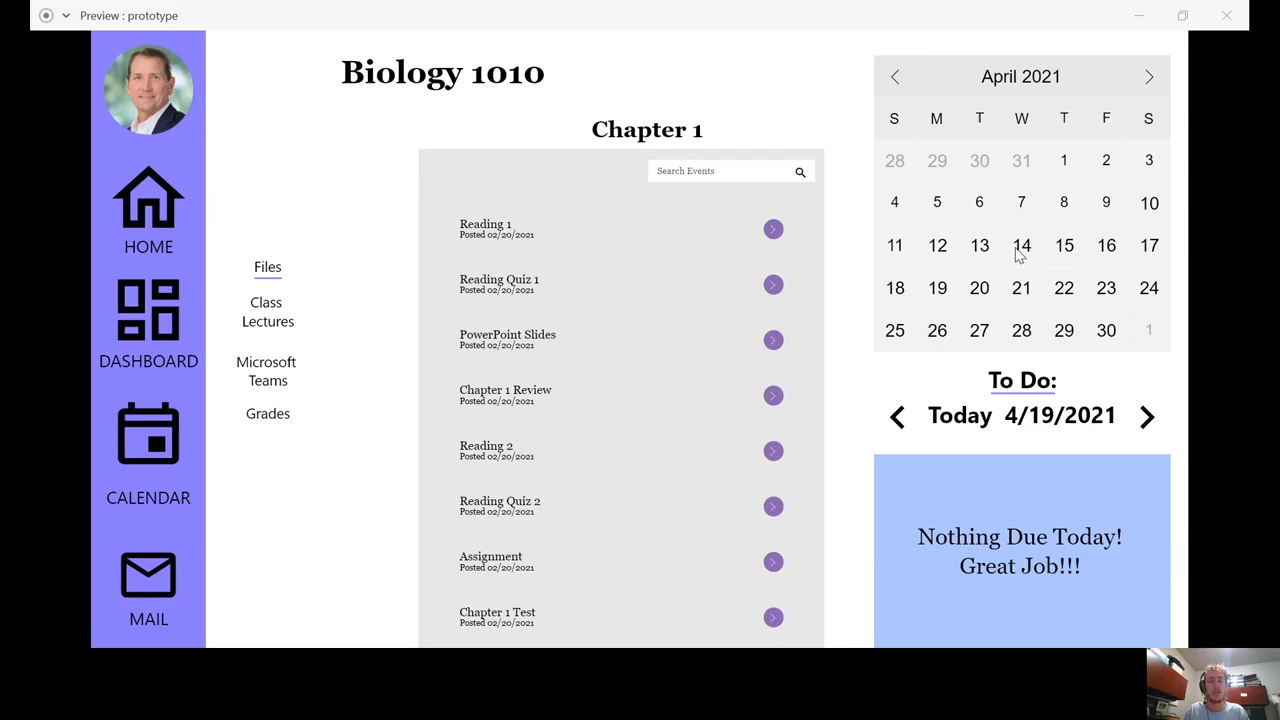 Preview : prototype
HOME
DASHBOARD
CALENDAR
MAIL
Biology 1010
Files
Class
Lectures
Microsoft
Teams
Grades
Chapter 1
Search Events
Reading 1
Posted 02/20/2021
Reading Quiz 1
Posted 02/20/2021
PowerPoint Slides
Posted 02/20/2021
Chapter 1 Review
Posted 02/20/2021
Reading 2
Posted 02/20/2021
Reading Quiz 2
Posted 02/20/2021
Assignment
Posted 02/20/2021
Chapter 1 Test
Posted 02/20/2021
April 2021
S M T W T F S
28 29 30 31 1 2 3
4 5 6 7 8 9 10
11 12 13 14 15 16 17
18 19 20 21 22 23 24
25 26 27 28 29 30 1
To Do:
Today 4/19/2021
Nothing Due Today!
Great Job!!!